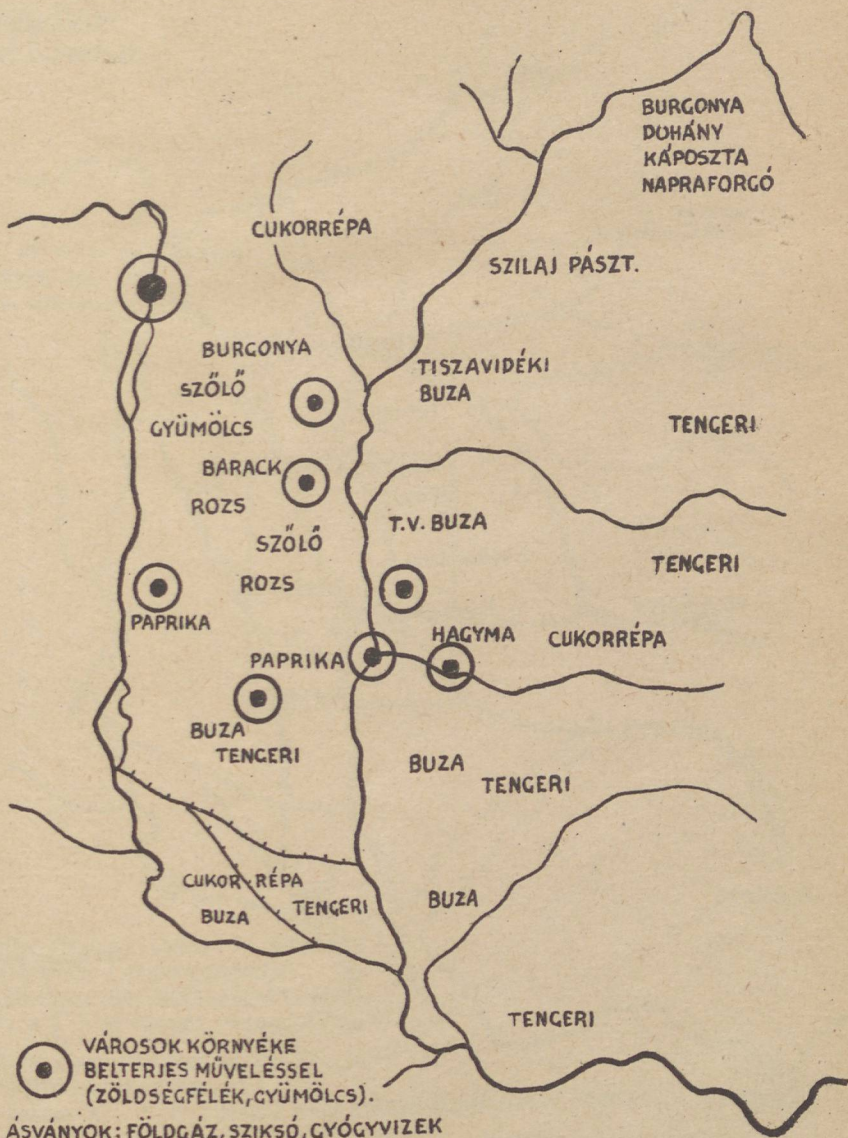 BURGONYA
DOHÁNY
KÁPOSZTA
NAPRAFORGÓ
CUKORRÉPA
SZILAJ PÁSZT.
BURGONYA
SZŐLŐ
GYÜMÖLCS
BARACK
ROZS
SZŐLŐ
ROZS
TISZAVIDÉKI
BUZA
TENGERI
T.V. BUZA
TENGERI
PAPRIKA
HAGYMA
CUKORRÉPA
PAPRIKA
BUZA
TENGERI
BUZA
TENGERI
CUKOR RÉPA
BUZA
TENGERI
BUZA
TENGERI
VÁROSOK KÖRNYÉKE
BELTERJES MŰVELÉSSEL
(ZÖLDSÉGFÉLÉK, GYÜMÖLCS).
ÁSVÁNYOK: FÖLDGÁZ, SZIKSÓ, GYÓGYVIZEK